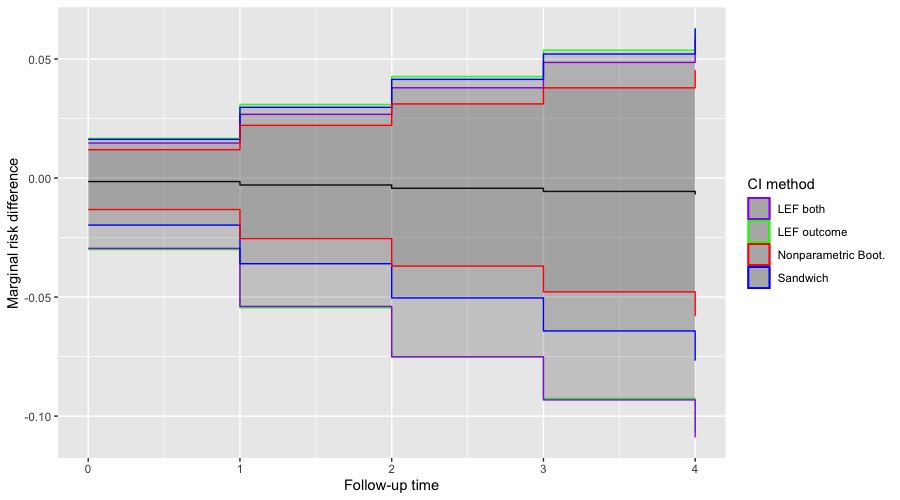 0.05
0.00
-0.05
-0.10
Marginal risk difference
0
1
2
3
4
Follow-up time
CI method
LEF both
LEF outcome
Nonparametric Boot.
Sandwich